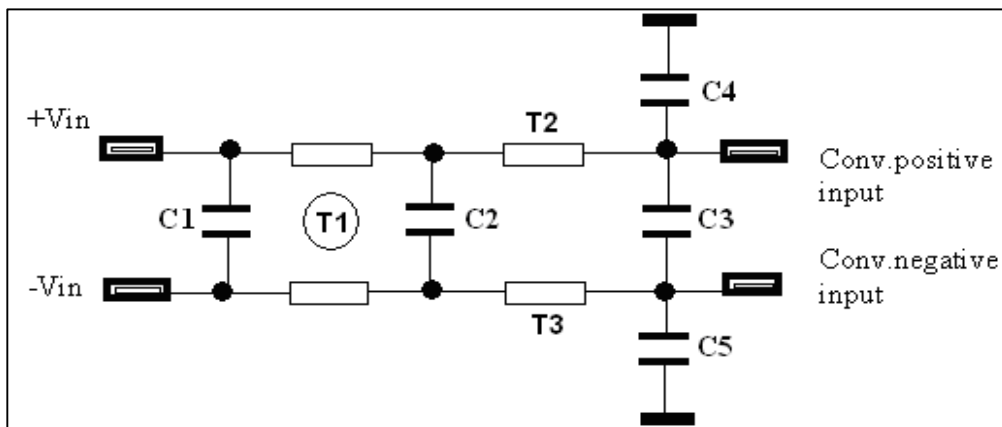 C4
+Vin
T2
Conv.positive
input
C1
T1
C2
C3
-Vin
Conv.negative
input
T3
C5